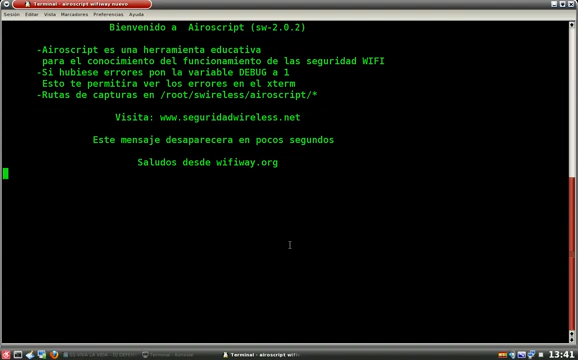 Terminal - airoscript wifiway nuevo
Sesión Editar Vista Marcadores Preferencias Ayuda
Bienvenido a Airoscript (sw-2.0.2)
-Airoscript es una herramienta educativa
para el conocimiento del funcionamiento de las seguridad WIFI
-Si hubiese errores pon la variable DEBUG a 1
Esto te permitira ver los errores en el xterm
-Rutas de capturas en /root/swireless/airoscript/*
Visita: www.seguridadwireless.net
Este mensaje desaparecera en pocos segundos
Saludos desde wifiway.org
Terminal - airoscript wifi
13:41